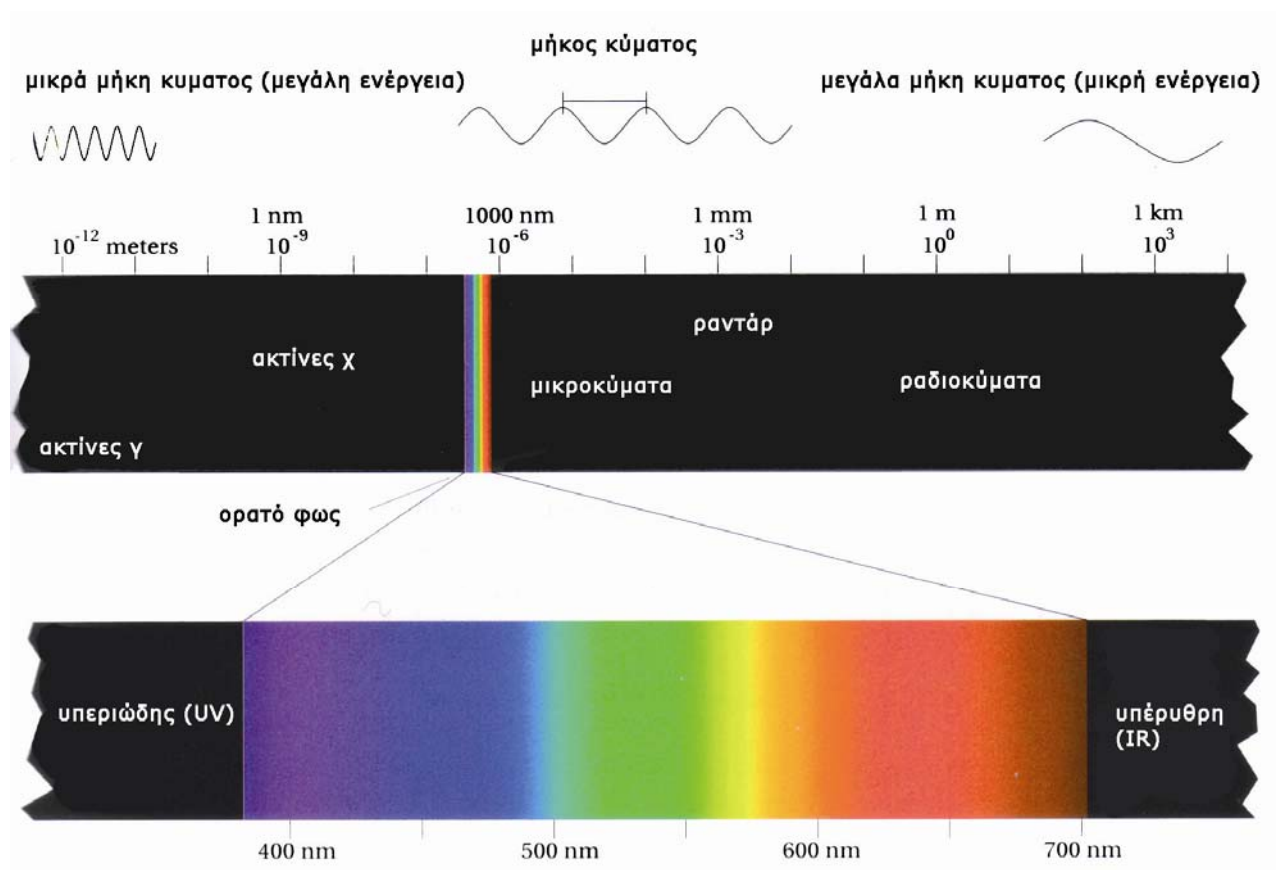 μήκος κύματος
μικρά μήκη κυματος (μεγάλη ενέργεια)
μεγάλα μήκη κυματος (μικρή ενέργεια)
1 nm 1000 nm 1 mm 1 m 1 km
10⁻¹² meters 10⁻⁹ 10⁻⁶ 10⁻³ 10⁰ 10³
ραντάρ
ακτίνες χ
μικροκύματα
ραδιοκύματα
ακτίνες γ
ορατό φως
υπεριώδης (UV)
υπέρυθρη
(IR)
400 nm 500 nm 600 nm 700 nm